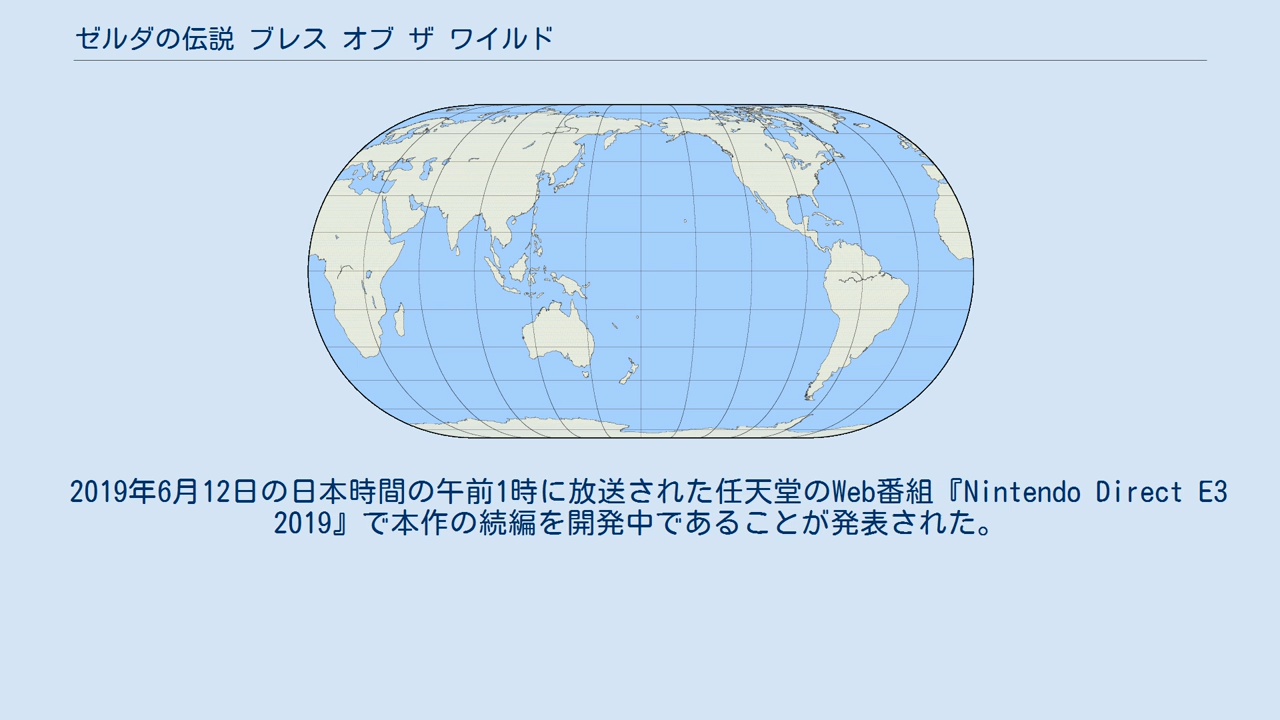 ゼルダの伝説 ブレス オブ ザ ワイルド
2019年6月12日の日本時間の午前1時に放送された任天堂のWeb番組『Nintendo Direct E3
2019』で本作の続編を開発中であることが発表された。